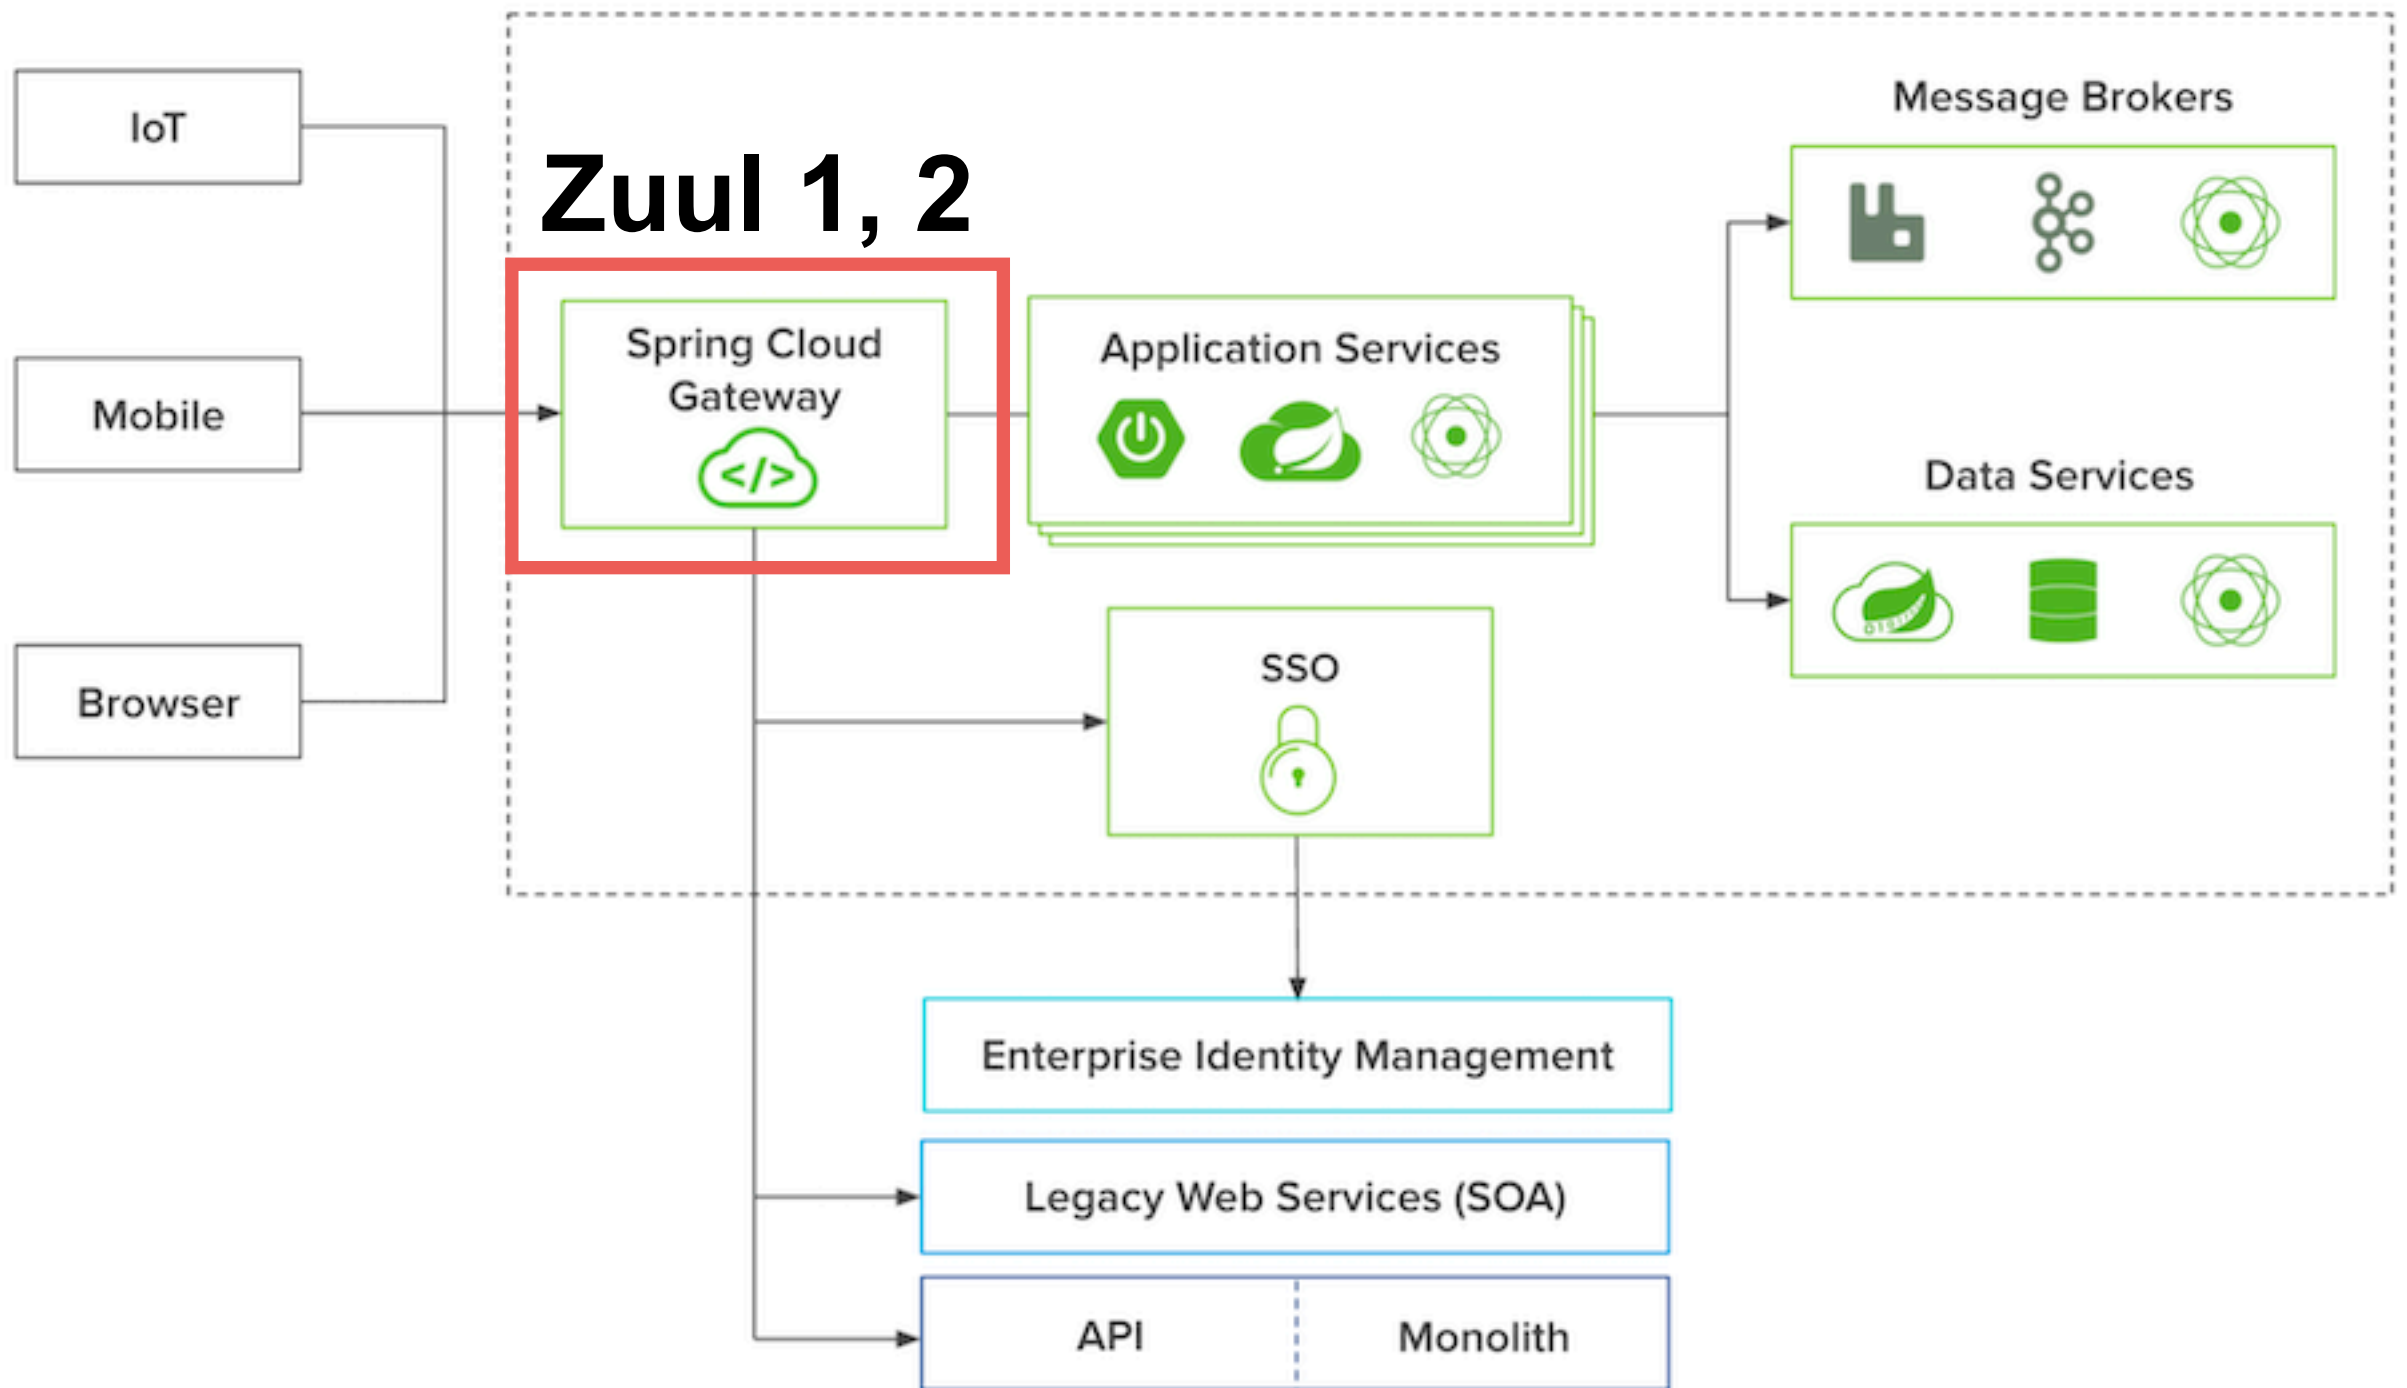 IoT
Mobile
Browser
Zuul 1, 2
Spring Cloud
Gateway
</>
Application Services
Message Brokers
Data Services
SSO
Enterprise Identity Management
Legacy Web Services (SOA)
API
Monolith